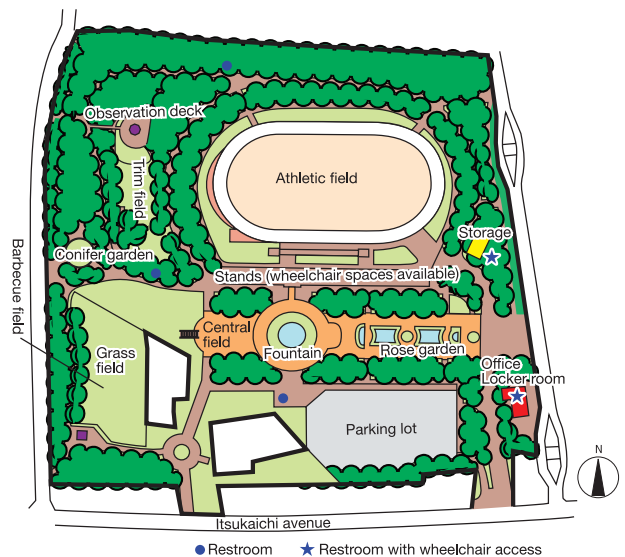 Observation deck
Trim field
Athletic field
Storage
Conifer garden
Stands (wheelchair spaces available)
Barbecue field
Central
field
Fountain
Rose garden
Grass
field
Office
Locker room
Parking lot
N
Itsukaichi avenue
Restroom
Restroom with wheelchair access